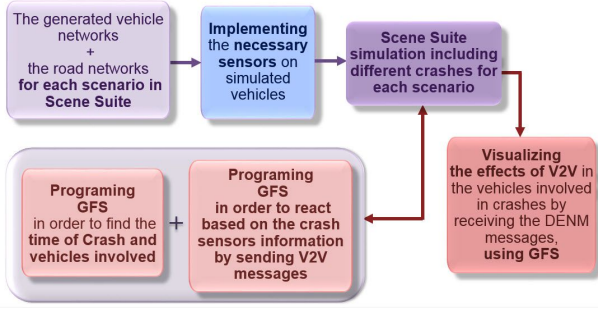 The generated vehicle
networks
+
the road networks
for each scenario in
Scene Suite
Implementing
the necessary
sensors on
simulated
vehicles
Scene Suite
simulation including
different crashes for
each scenario
Visualizing
the effects of V2V in
the vehicles involved
in crashes by
receiving the DENM
messages,
using GFS
Programing
GFS
in order to find the
time of Crash and
vehicles involved
+
Programing
GFS
in order to react
based on the crash
sensors information
by sending V2V
messages